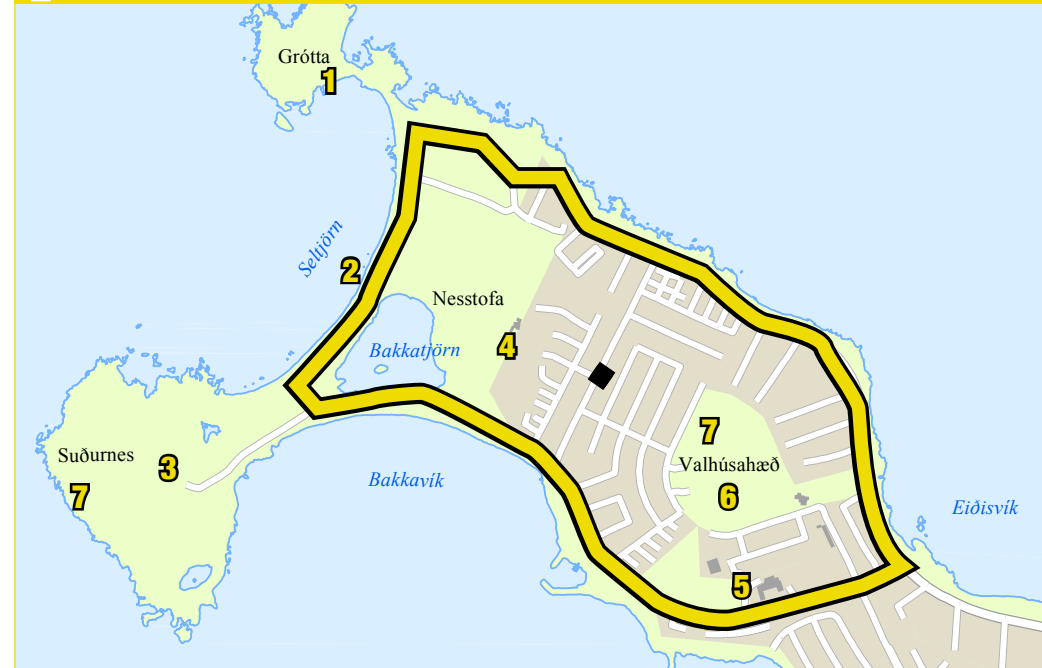 Grótta
1
Seltjörn
2
Nesstofa
Bakkatjörn
4
7
Suðurnes
3
Valhúsahæð
7
Bakkavík
6
Eiðisvík
5